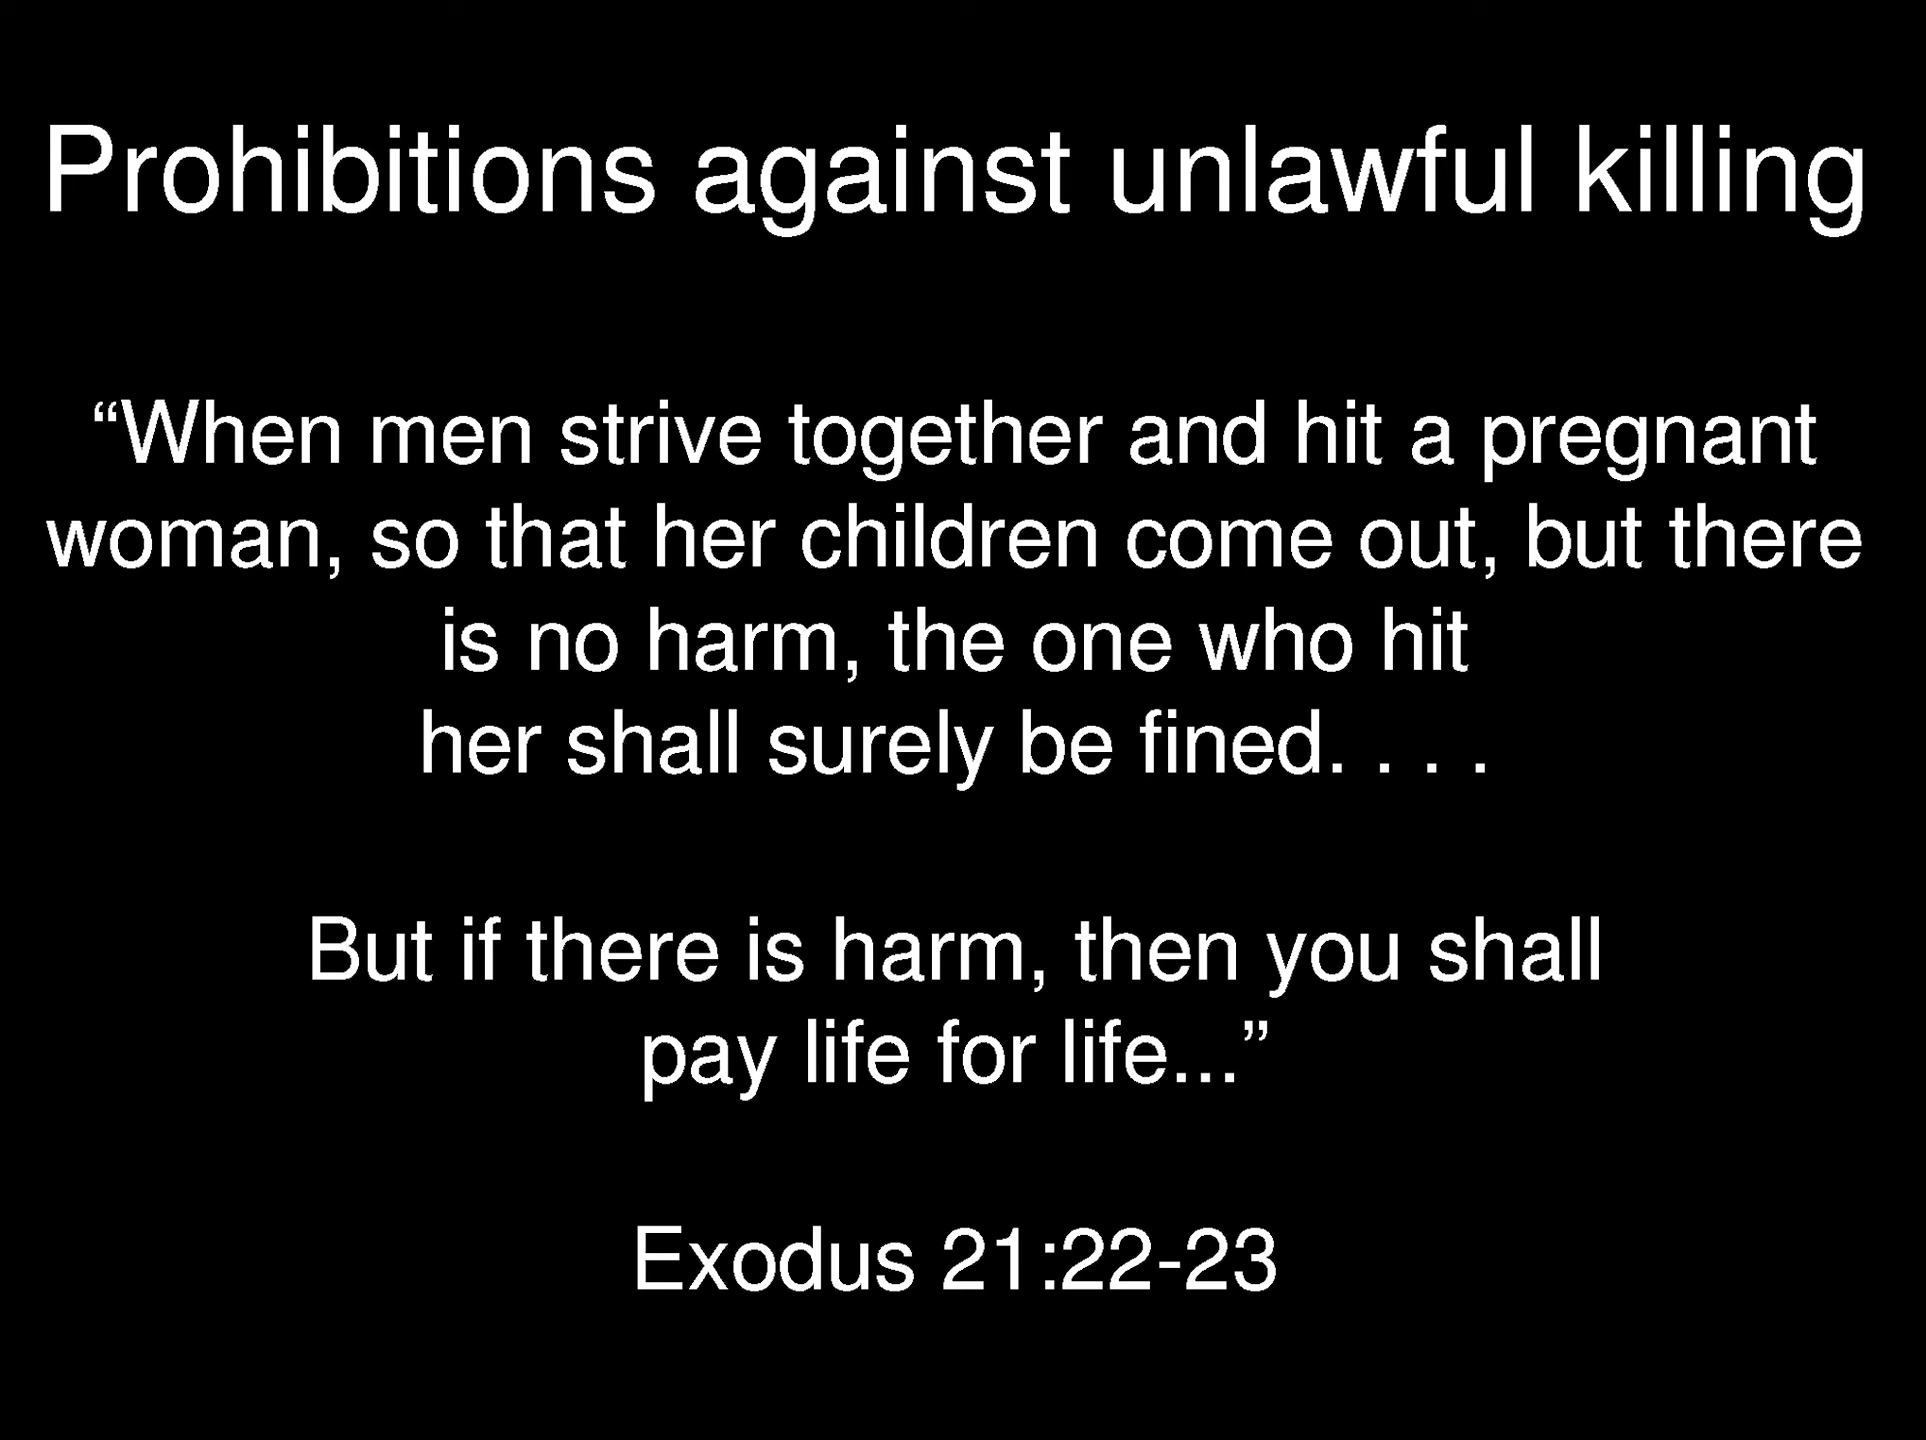 Prohibitions against unlawful killing
“When men strive together and hit a pregnant
woman, so that her children come out, but there
is no harm, the one who hit
her shall surely be fined. . . .
But if there is harm, then you shall
pay life for life...”
Exodus 21:22-23